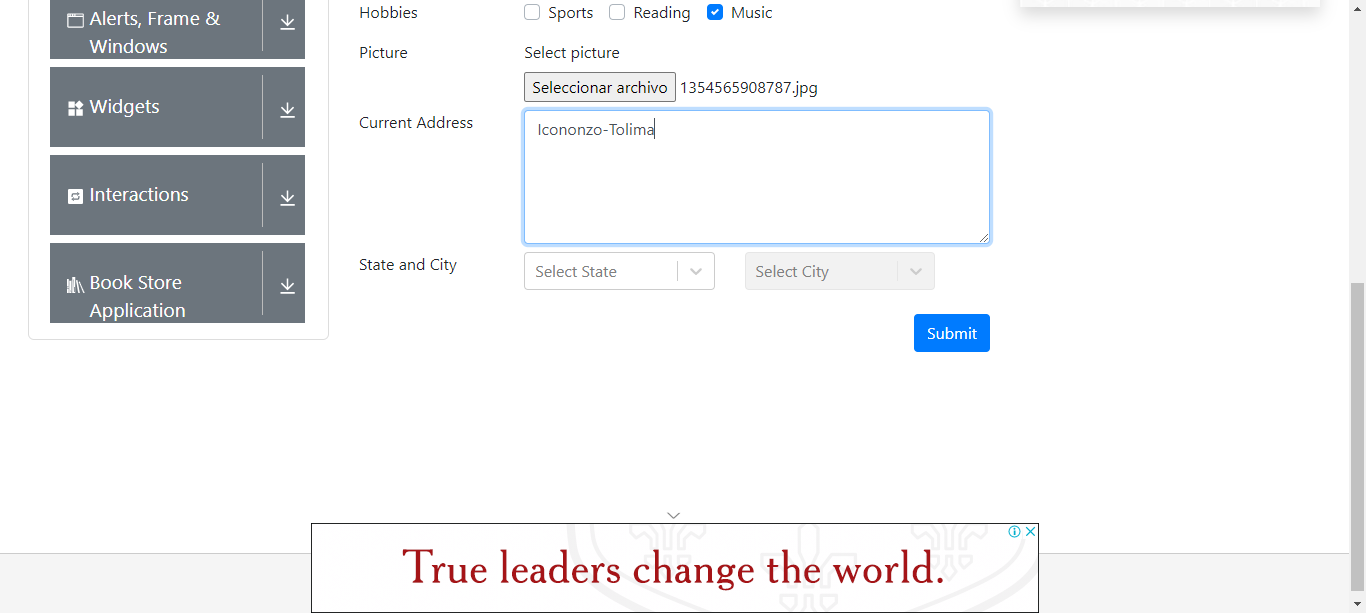 Alerts, Frame &
Windows
Widgets
Interactions
Book Store
Application
Hobbies
Sports
Reading
Music
Picture
Select picture
Seleccionar archivo 1354565908787.jpg
Current Address
Icononzo-Tolima
State and City
Select State
Select City
Submit
True leaders change the world.